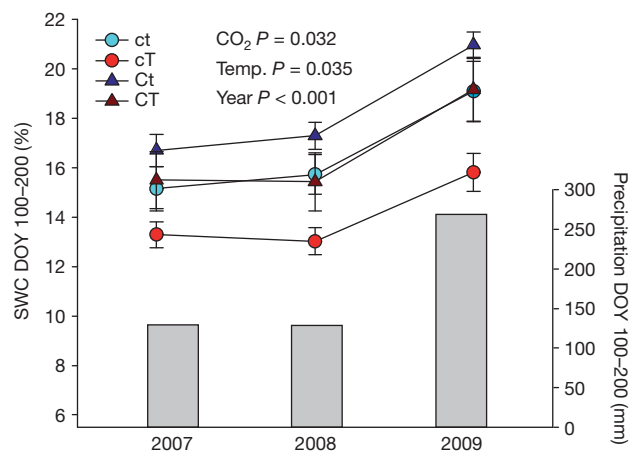 22
20
18
16
14
12
10
8
6
SWC DOY 100–200 (%)
ct
cT
Ct
CT
CO2 P = 0.032
Temp. P = 0.035
Year P < 0.001
300
250
200
150
100
50
0
Precipitation DOY 100–200 (mm)
2007
2008
2009